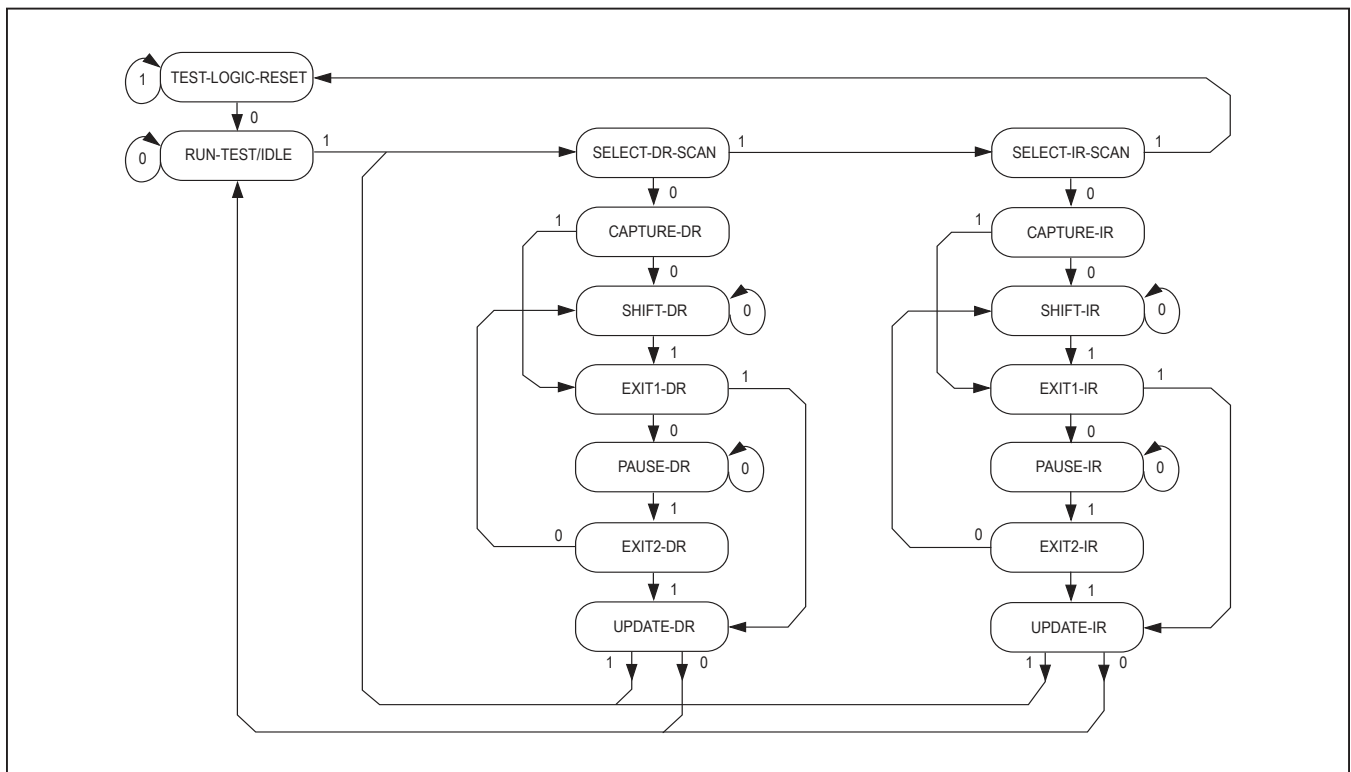 1
TEST-LOGIC-RESET
0
0
RUN-TEST/IDLE
1
SELECT-DR-SCAN
1
SELECT-IR-SCAN
1
0
0
1
CAPTURE-DR
1
CAPTURE-IR
0
0
SHIFT-DR
0
SHIFT-IR
0
1
1
EXIT1-DR
1
EXIT1-IR
1
0
0
PAUSE-DR
0
PAUSE-IR
0
1
1
0
EXIT2-DR
0
EXIT2-IR
1
1
UPDATE-DR
UPDATE-IR
1
0
1
0